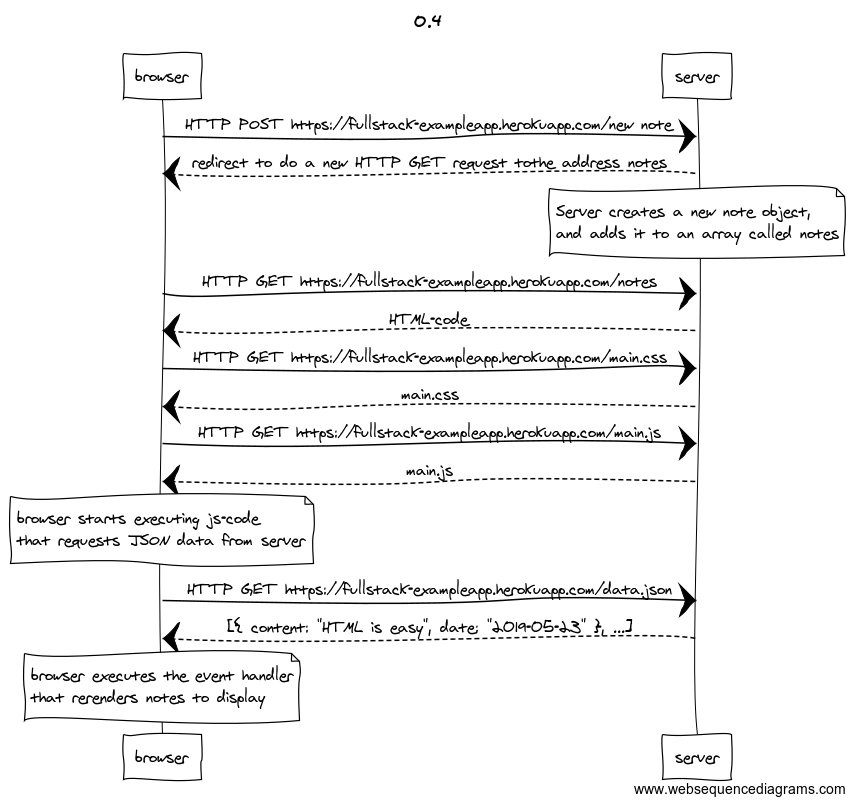 0.4
browser
server
HTTP POST https://fullstack-exampleapp.herokuapp.com/new note
redirect to do a new HTTP GET request tothe address notes
Server creates a new note object,
and adds it to an array called notes
HTTP GET https://fullstack-exampleapp.herokuapp.com/notes
HTML-code
HTTP GET https://fullstack-exampleapp.herokuapp.com/main.css
main.css
HTTP GET https://fullstack-exampleapp.herokuapp.com/main.js
main.js
browser starts executing js-code
that requests JSON data from server
HTTP GET https://fullstack-exampleapp.herokuapp.com/data.json
[{ content: "HTML is easy", date: "2019-05-23" }, ...]
browser executes the event handler
that rerenders notes to display
browser
server
www.websequencediagrams.com